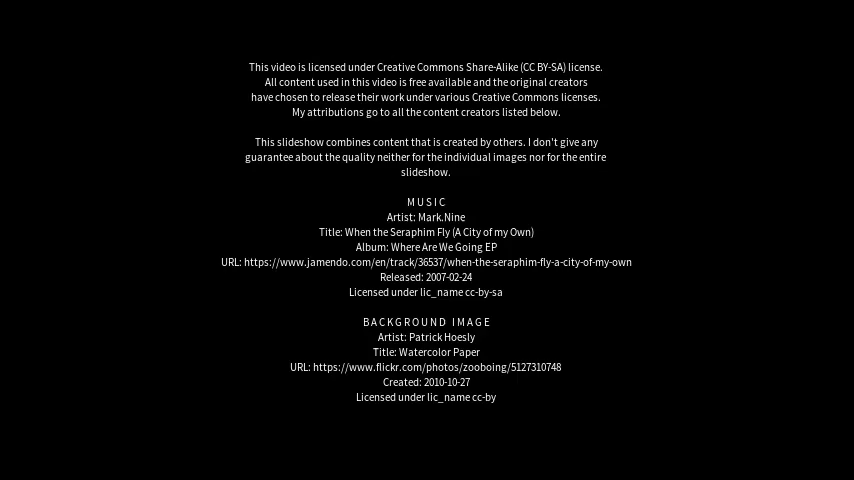 This video is licensed under Creative Commons Share-Alike (CC BY-SA) license.
All content used in this video is free available and the original creators
have chosen to release their work under various Creative Commons licenses.
My attributions go to all the content creators listed below.
This slideshow combines content that is created by others. I don't give any
guarantee about the quality neither for the individual images nor for the entire
slideshow.
MUSIC
Artist: Mark.Nine
Title: When the Seraphim Fly (A City of my Own)
Album: Where Are We Going EP
URL: https://www.jamendo.com/en/track/36537/when-the-seraphim-fly-a-city-of-my-own
Released: 2007-02-24
Licensed under lic_name cc-by-sa
BACKGROUND IMAGE
Artist: Patrick Hoesly
Title: Watercolor Paper
URL: https://www.flickr.com/photos/zooboing/5127310748
Created: 2010-10-27
Licensed under lic_name cc-by